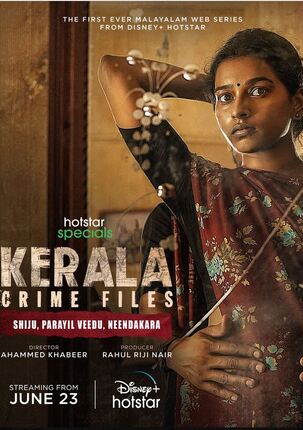 THE FIRST EVER MALAYALAM WEB SERIES
FROM DISNEY+ HOTSTAR
hotstar
specials
KERALA
CRIME FILES
SHIJU, PARAYIL VEEDU, NEENDAKARA
DIRECTOR
AHAMMED KHABEER
PRODUCER
RAHUL RIJI NAIR
STREAMING FROM
JUNE 23
Disney+
hotstar